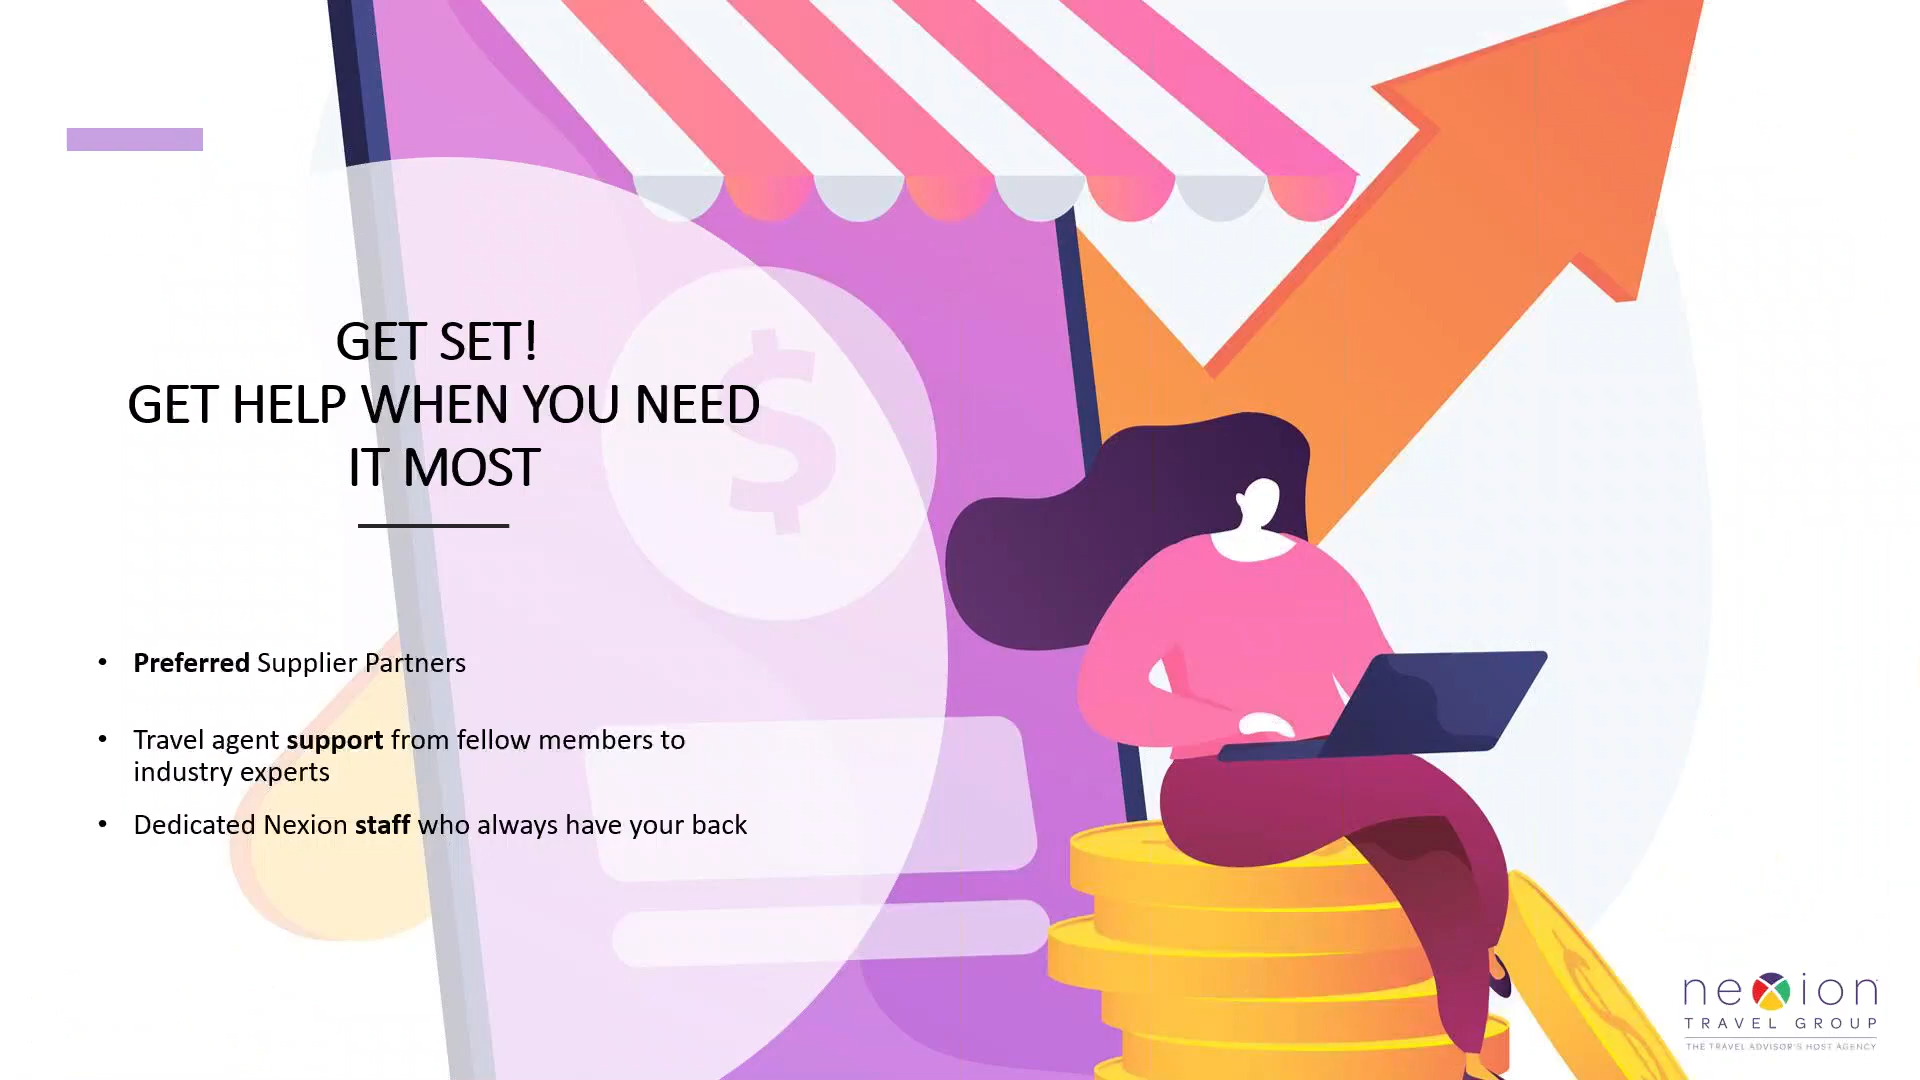 GET SET!
GET HELP WHEN YOU NEED
IT MOST
• Preferred Supplier Partners
• Travel agent support from fellow members to
industry experts
• Dedicated Nexion staff who always have your back
$
nexion
TRAVEL GROUP
THE TRAVEL ADVISOR'S HOST AGENCY